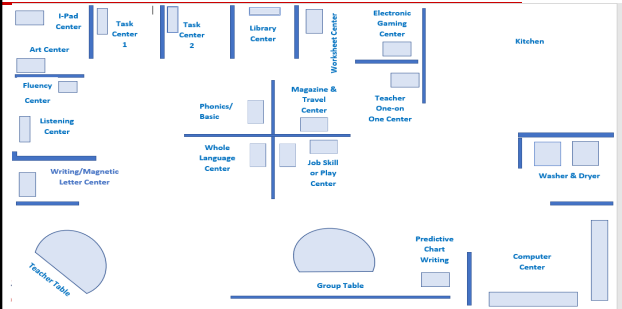 I-Pad
Center
Task
Center
1
Task
Center
2
Library
Center
Worksheet Center
Electronic
Gaming
Center
Kitchen
Art Center
Fluency
Center
Teacher
One-on
One Center
Magazine &
Travel
Center
Phonics/
Basic
Listening
Center
Whole
Language
Center
Job Skill
or Play
Center
Writing/Magnetic
Letter Center
Washer & Dryer
Teacher Table
Group Table
Predictive
Chart
Writing
Computer
Center